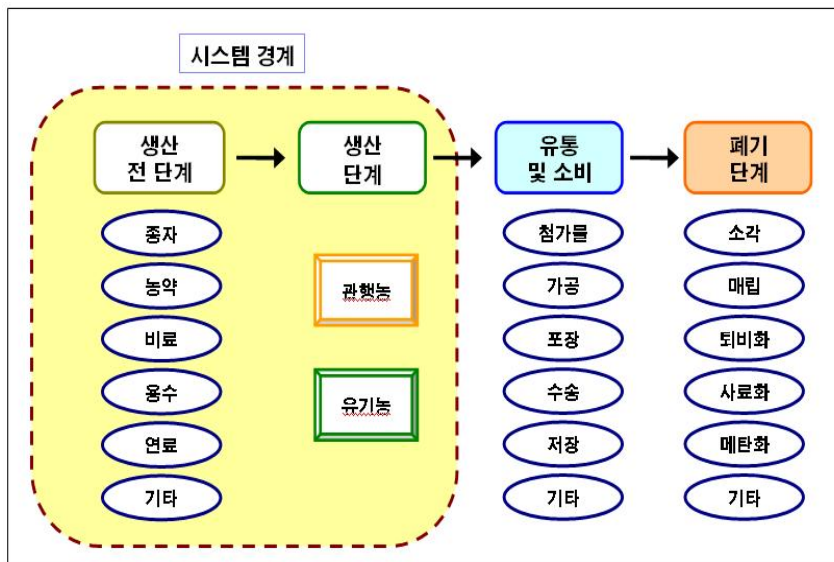 시스템 경계
생산
전 단계
생산
단계
유통
및 소비
폐기
단계
종자
농약
비료
용수
연료
기타
관행농
유기농
첨가물
가공
포장
수송
저장
기타
소각
매립
퇴비화
사료화
메탄화
기타